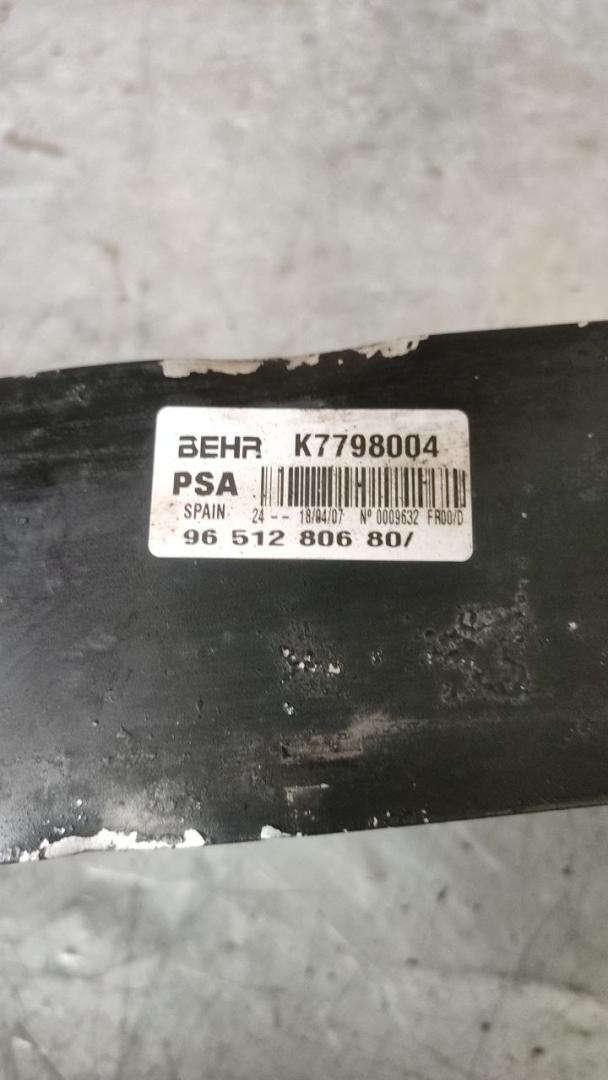 BEHR K7798004
PSA
SPAIN 24 -- 18/04/07 Nº 0009632 FR00/D
96 512 806 80/